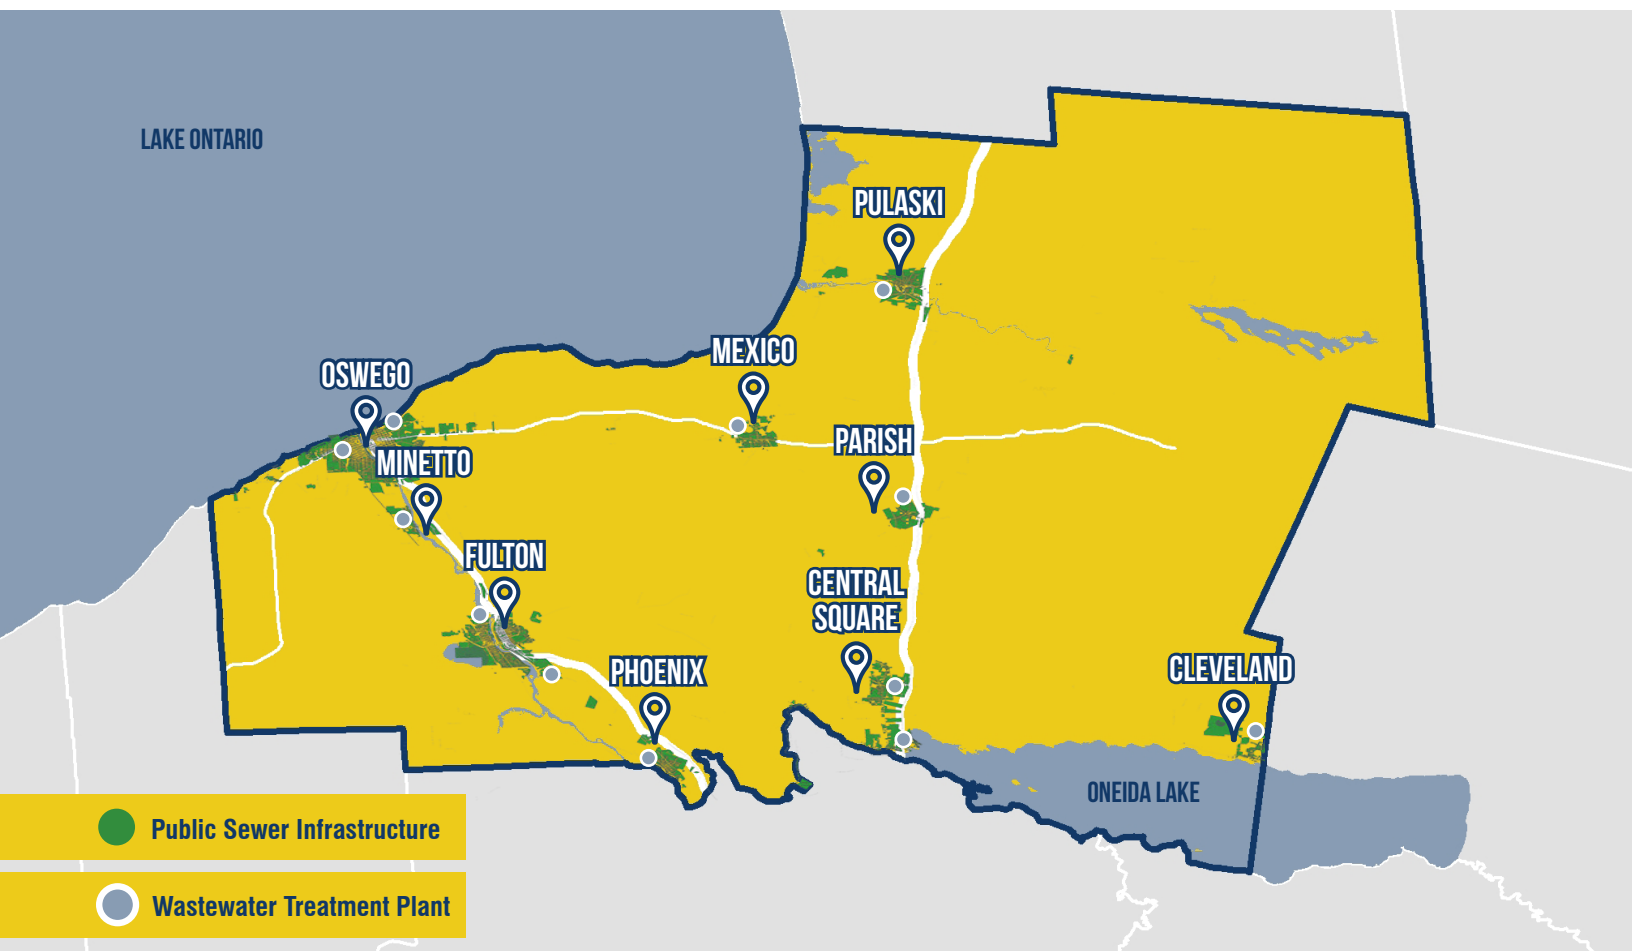 LAKE ONTARIO
PULASKI
MEXICO
OSWEGO
PARISH
MINETTO
FULTON
CENTRAL
SQUARE
PHOENIX
CLEVELAND
ONEIDA LAKE
Public Sewer Infrastructure
Wastewater Treatment Plant